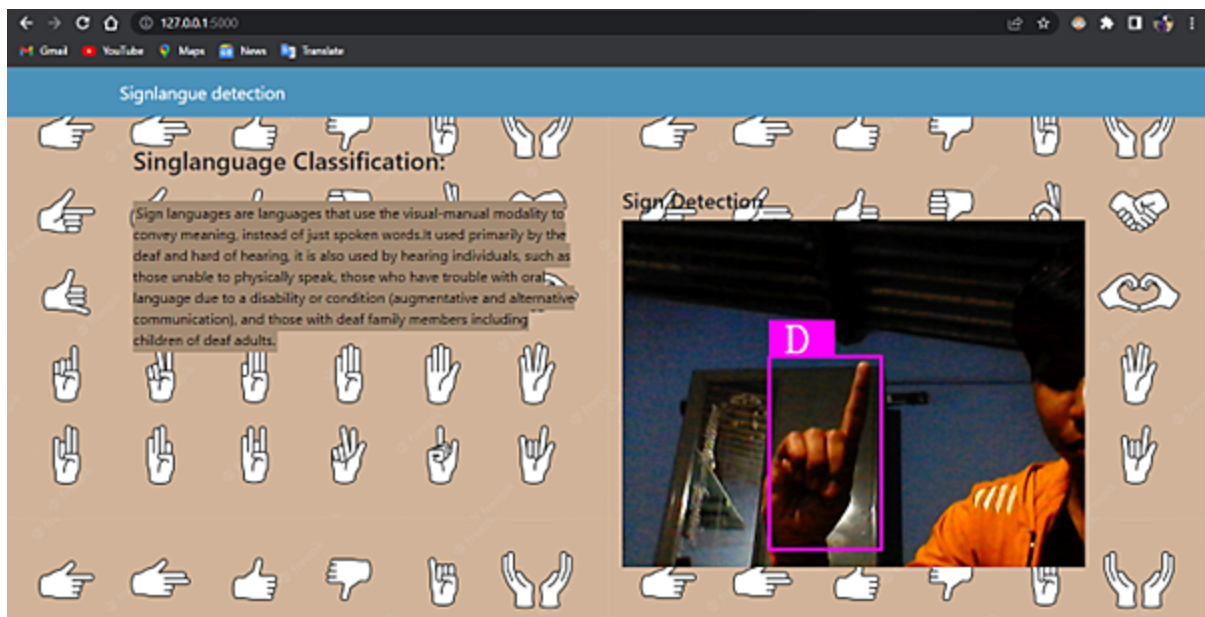 127.0.0.1:5000
Gmail YouTube Maps News Translate
Signlangue detection
Singlanguage Classification:
(Sign languages are languages that use the visual-manual modality to
convey meaning, instead of just spoken words.It used primarily by the
deaf and hard of hearing, it is also used by hearing individuals, such as
those unable to physically speak, those who have trouble with oral
language due to a disability or condition (augmentative and alternative
communication), and those with deaf family members including
children of deaf adults.
Sign Detection
D